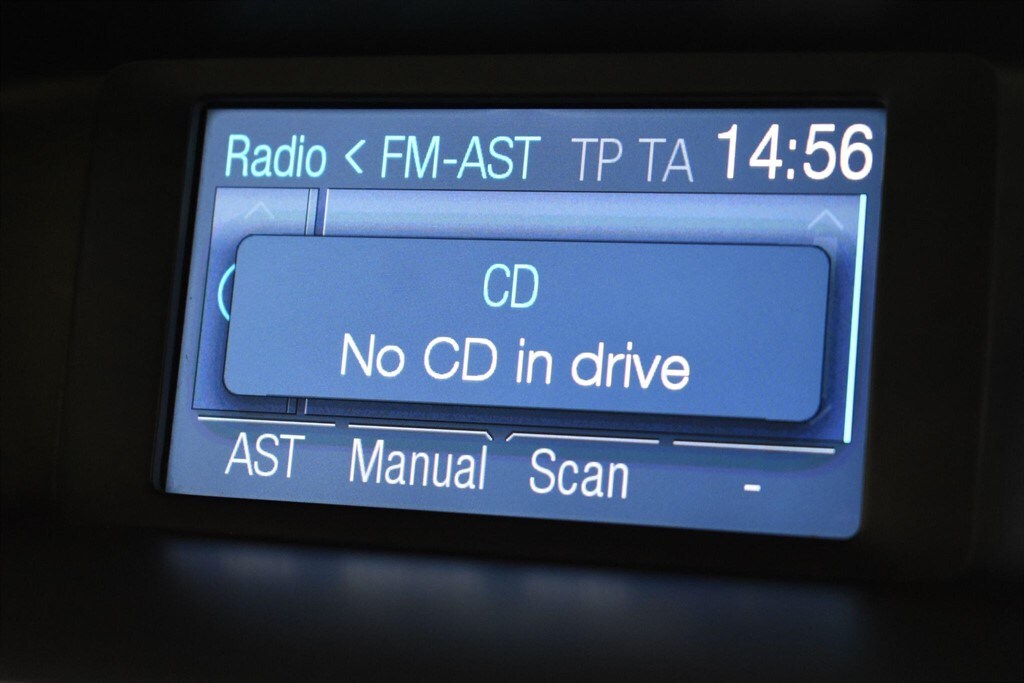 Radio < FM-AST TP TA 14:56
CD
No CD in drive
AST Manual Scan -